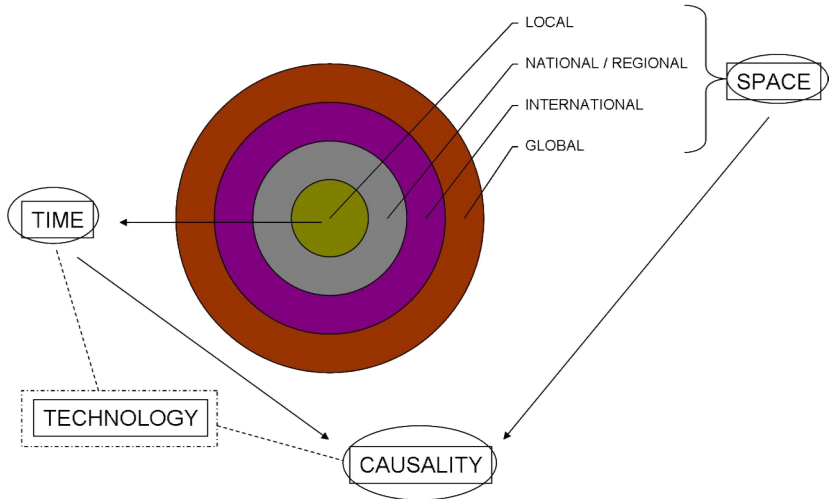 LOCAL
NATIONAL / REGIONAL
SPACE
INTERNATIONAL
GLOBAL
TIME
TECHNOLOGY
CAUSALITY